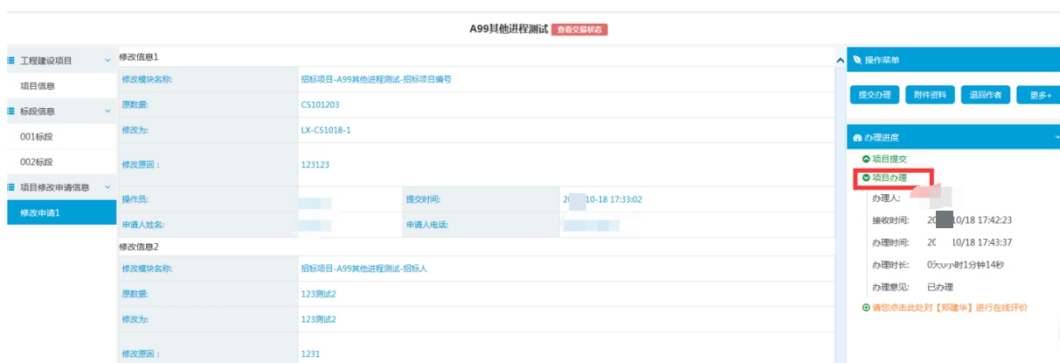 A99其他进程测试 查看交易状态
工程建设项目
项目信息
标段信息
001标段
002标段
项目修改申请信息
修改申请1
修改信息1
修改模块名称: 招标项目-A99其他进程测试-招标项目编号
原数据: CS101203
修改为: LX-CS1018-1
修改原因： 123123
操作员: 提交时间: 10-18 17:33:02
申请人姓名: 申请人电话:
修改信息2
修改模块名称: 招标项目-A99其他进程测试-招标人
原数据: 123测试2
修改为: 123测试2
修改原因： 1231
操作菜单
提交办理 附件资料 退回作者 更多+
办理进度
项目提交
项目办理
办理人:
接收时间: 20 10/18 17:42:23
办理时间: 20 10/18 17:43:37
办理时长: 小时1分钟14秒
办理意见: 已办理
请您点击此处对【郑建华】进行在线评价